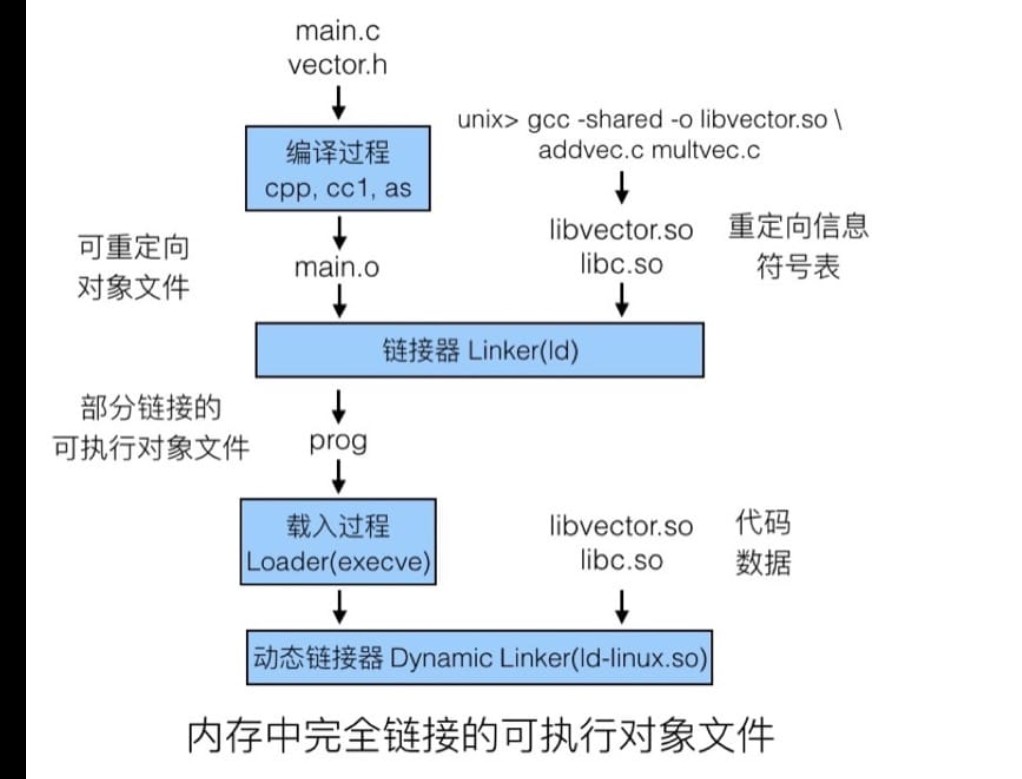 main.c
vector.h
unix> gcc -shared -o libvector.so \
addvec.c multvec.c
编译过程
cpp, cc1, as
可重定向
对象文件
main.o
libvector.so
libc.so
重定向信息
符号表
链接器 Linker(ld)
部分链接的
可执行对象文件
prog
载入过程
Loader(execve)
libvector.so
libc.so
代码
数据
动态链接器 Dynamic Linker(ld-linux.so)
内存中完全链接的可执行对象文件